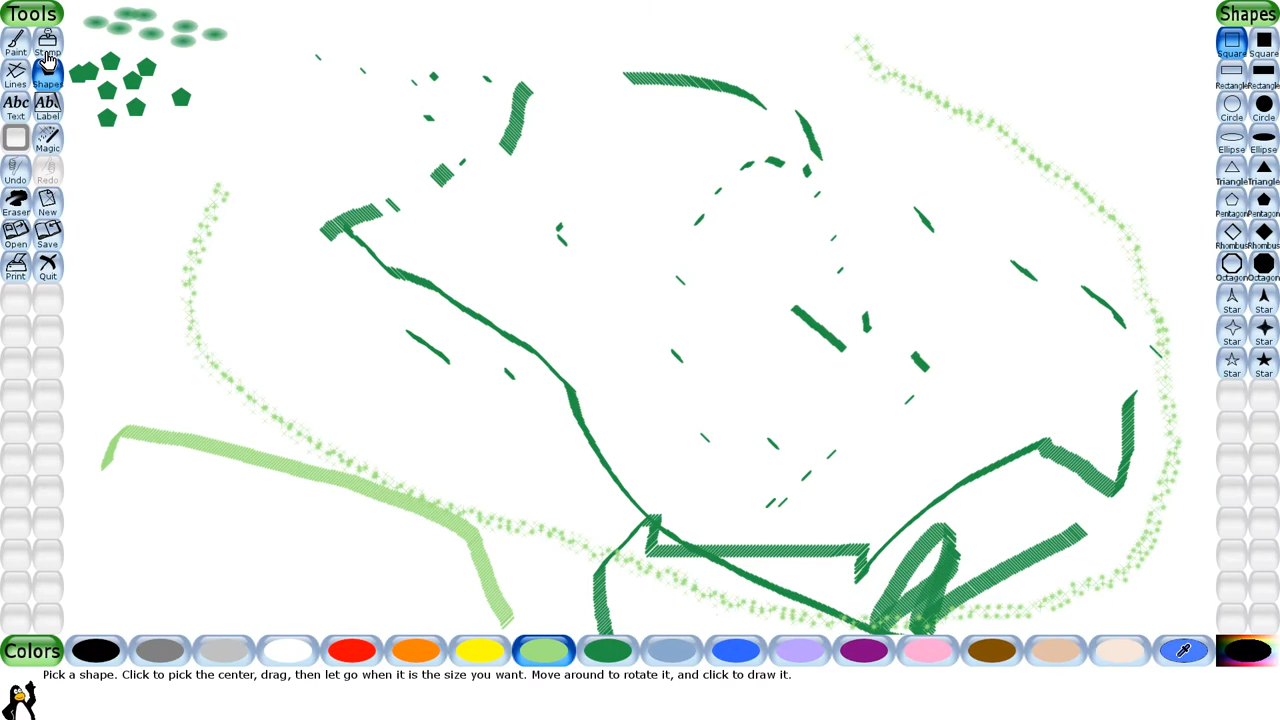 Tools
Shapes
Paint
Stamp
Lines
Shapes
Abc
Text
Abc
Label
Magic
Undo
Redo
Eraser
New
Open
Save
Print
Quit
Square
Square
Rectangle
Rectangle
Circle
Circle
Ellipse
Ellipse
Triangle
Triangle
Pentagon
Pentagon
Rhombus
Rhombus
Octagon
Octagon
Star
Star
Star
Star
Star
Star
Colors
Pick a shape. Click to pick the center, drag, then let go when it is the size you want. Move around to rotate it, and click to draw it.